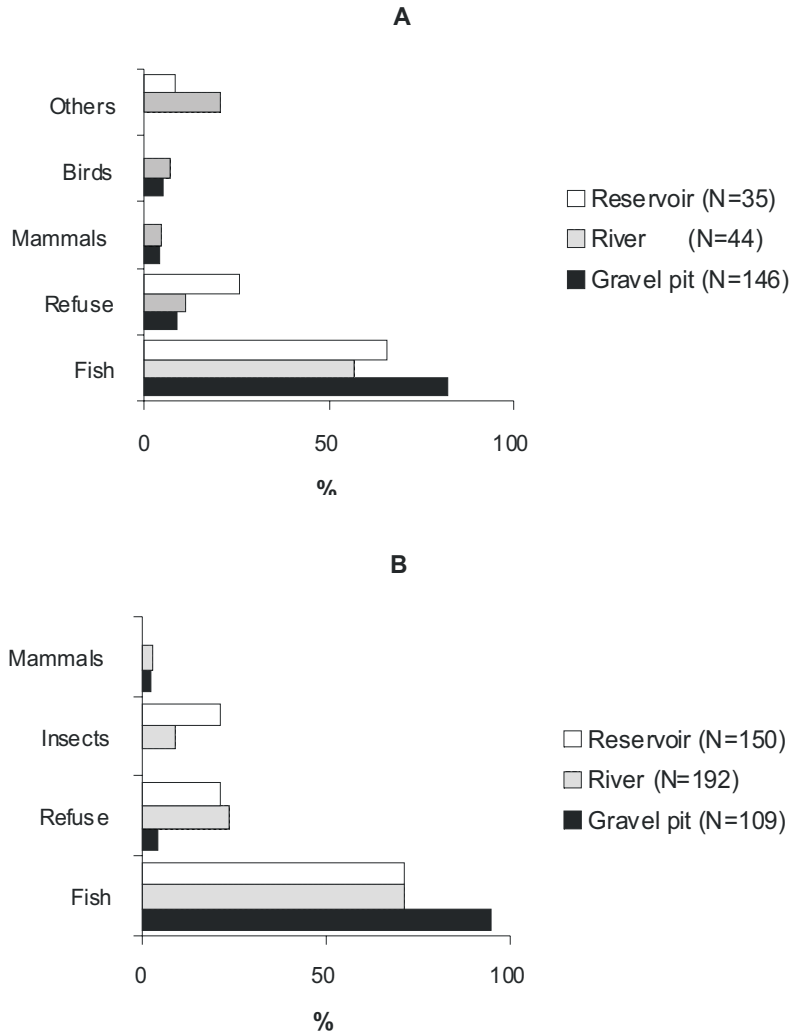 A
Others
Birds
Mammals
Refuse
Fish
0 50 100
%
Reservoir (N=35)
River (N=44)
Gravel pit (N=146)
B
Mammals
Insects
Refuse
Fish
0 50 100
%
Reservoir (N=150)
River (N=192)
Gravel pit (N=109)